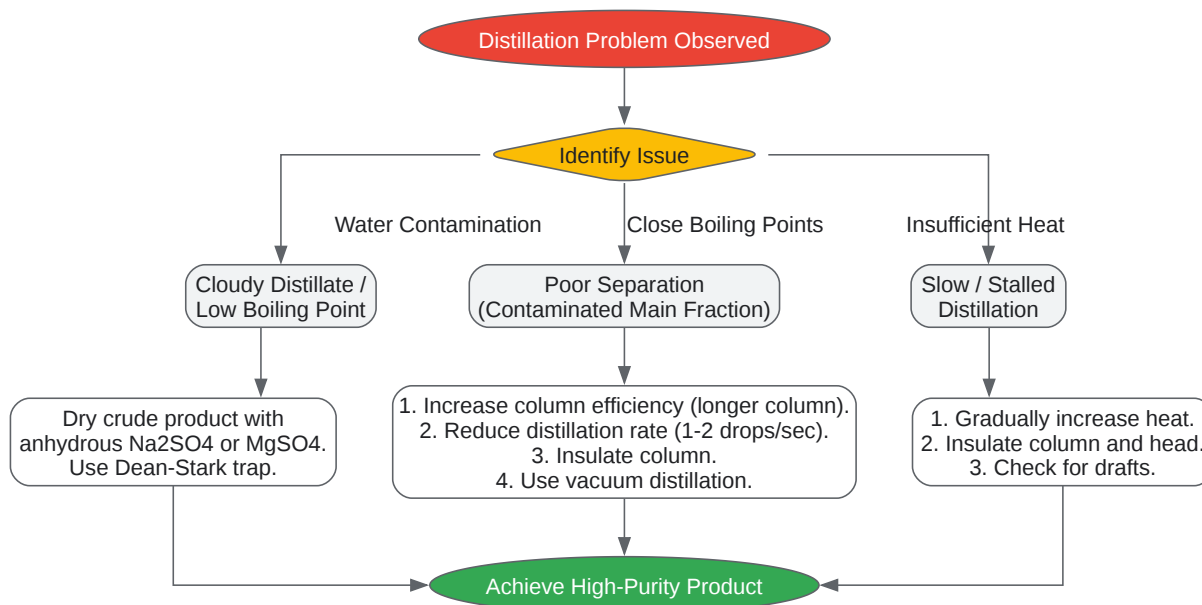 Distillation Problem Observed
Identify Issue
Water Contamination
Close Boiling Points
Insufficient Heat
Cloudy Distillate /
Low Boiling Point
Poor Separation
(Contaminated Main Fraction)
Slow / Stalled
Distillation
Dry crude product with
anhydrous Na2SO4 or MgSO4.
Use Dean-Stark trap.
1. Increase column efficiency (longer column).
2. Reduce distillation rate (1-2 drops/sec).
3. Insulate column.
4. Use vacuum distillation.
1. Gradually increase heat.
2. Insulate column and head.
3. Check for drafts.
Achieve High-Purity Product